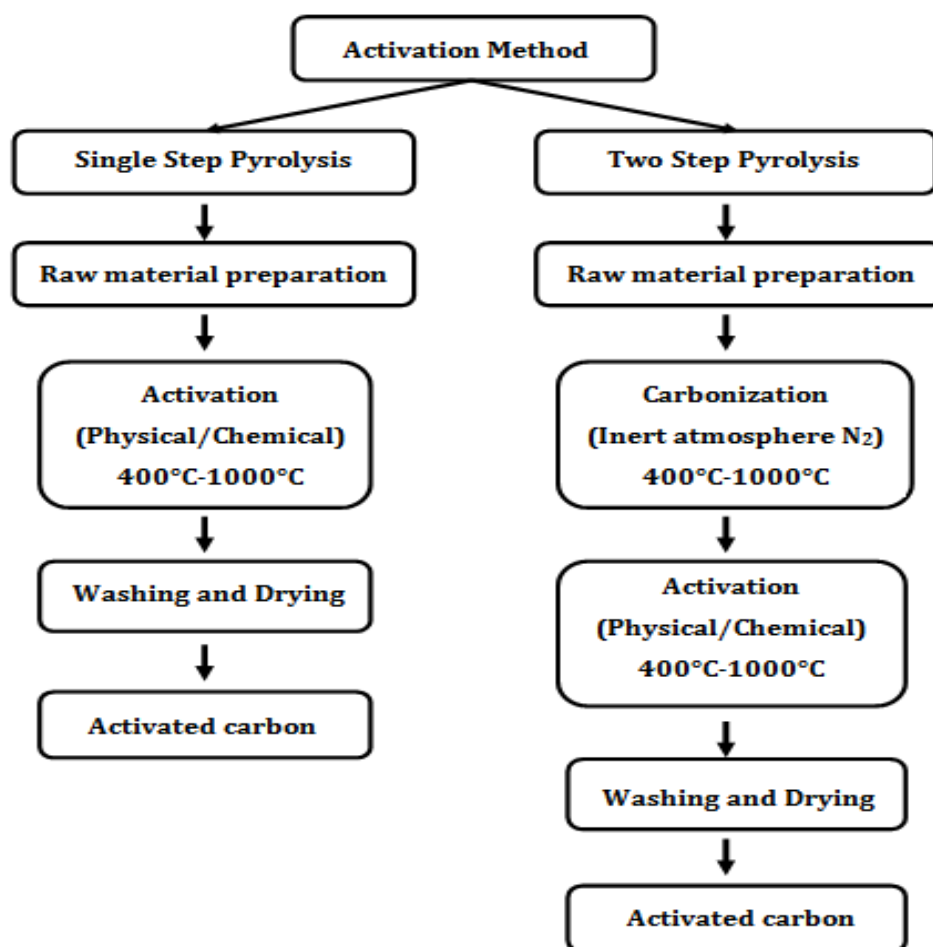 Activation Method
Single Step Pyrolysis
Raw material preparation
Activation
(Physical/Chemical)
400°C-1000°C
Washing and Drying
Activated carbon
Two Step Pyrolysis
Raw material preparation
Carbonization
(Inert atmosphere N₂)
400°C-1000°C
Activation
(Physical/Chemical)
400°C-1000°C
Washing and Drying
Activated carbon